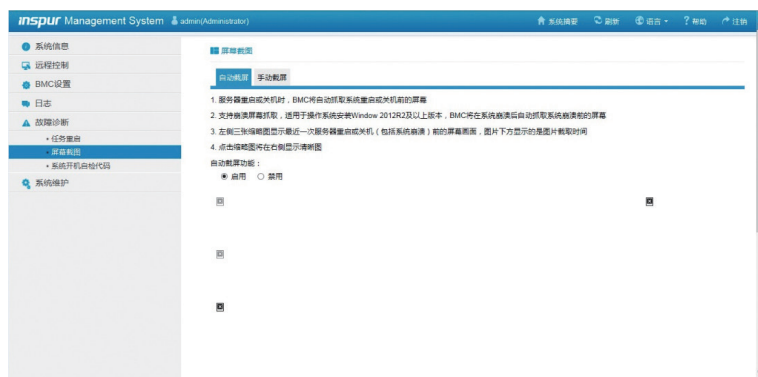 inspur Management System admin(Administrator) 系统摘要 刷新 语言 ? 帮助 注销
系统信息
远程控制
BMC设置
日志
故障诊断
• 任务重启
• 屏幕截图
• 系统开机自检代码
系统维护
屏幕截图
自动截屏 手动截屏
1. 服务器重启或关机时，BMC将自动抓取系统重启或关机前的屏幕
2. 支持崩溃屏幕抓取，适用于操作系统安装Window 2012R2及以上版本，BMC将在系统崩溃后自动抓取系统崩溃前的屏幕
3. 左侧三张缩略图显示最近一次服务器重启或关机（包括系统崩溃）前的屏幕画面，图片下方显示的是图片截取时间
4. 点击缩略图将在右侧显示清晰图
自动截屏功能：
启用 禁用